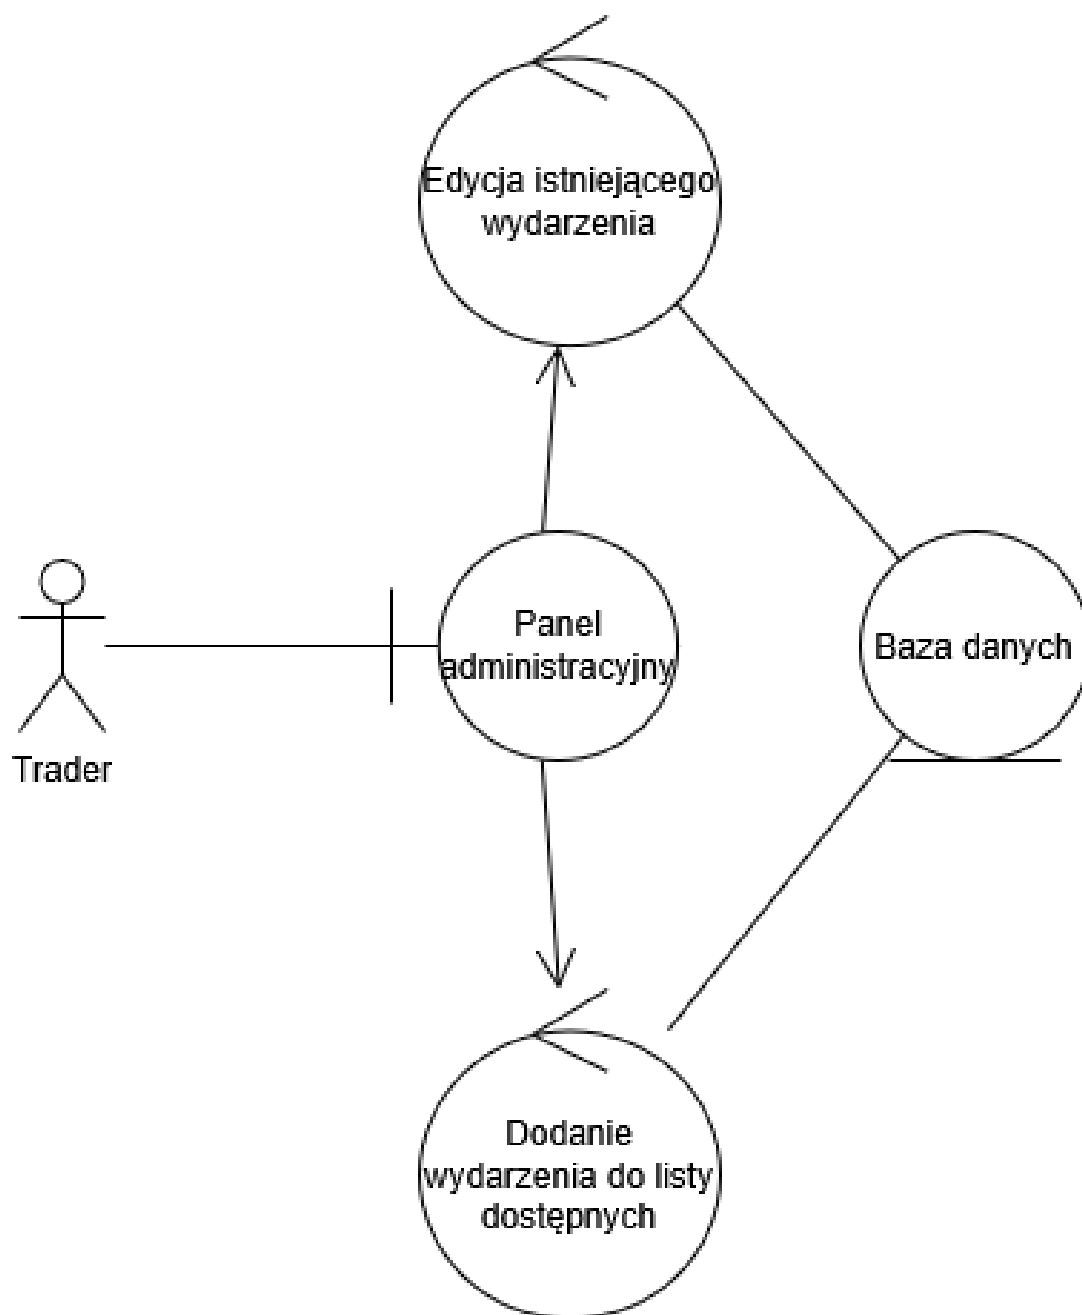 Edycja istniejącego
wydarzenia
Panel
administracyjny
Baza danych
Trader
Dodanie
wydarzenia do listy
dostępnych